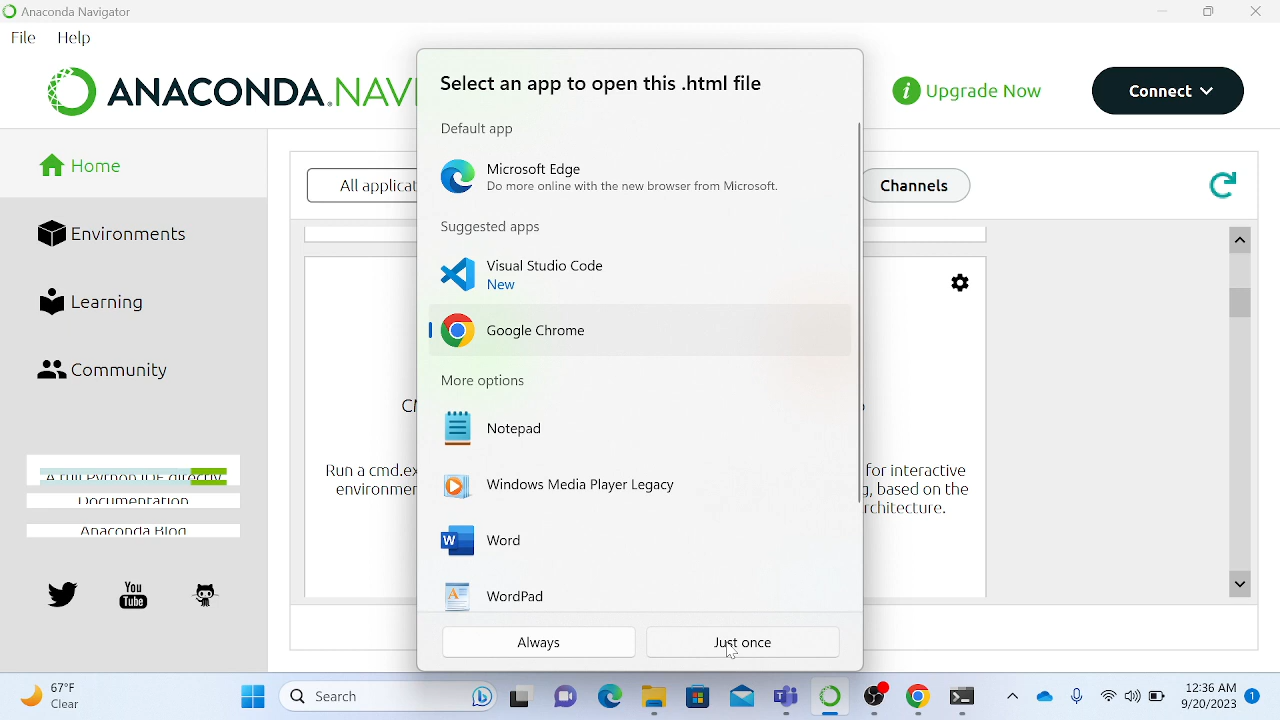 Anaconda Navigator
File Help
ANACONDA.NAVI
Upgrade Now
Connect
Home
Environments
Learning
Community
Documentation
Anaconda Blog
You
Tube
All applicat
Channels
Run a cmd.ex
environmer
for interactive
g, based on the
rchitecture.
Select an app to open this .html file
Default app
Microsoft Edge
Do more online with the new browser from Microsoft.
Suggested apps
Visual Studio Code
New
Google Chrome
More options
Notepad
Windows Media Player Legacy
Word
WordPad
Always
Just once
67°F
Clear
Search
12:36 AM
9/20/2023
1